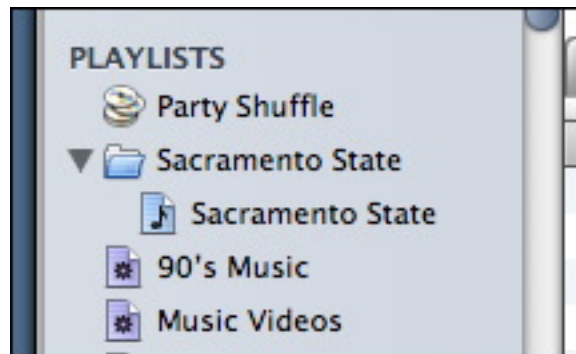 PLAYLISTS
Party Shuffle
Sacramento State
Sacramento State
90's Music
Music Videos